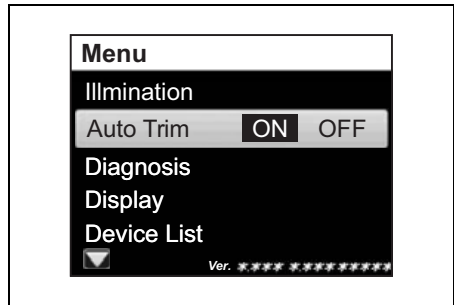 Menu
Illmination
Auto Trim ON OFF
Diagnosis
Display
Device List
Ver. *.*** *.*********